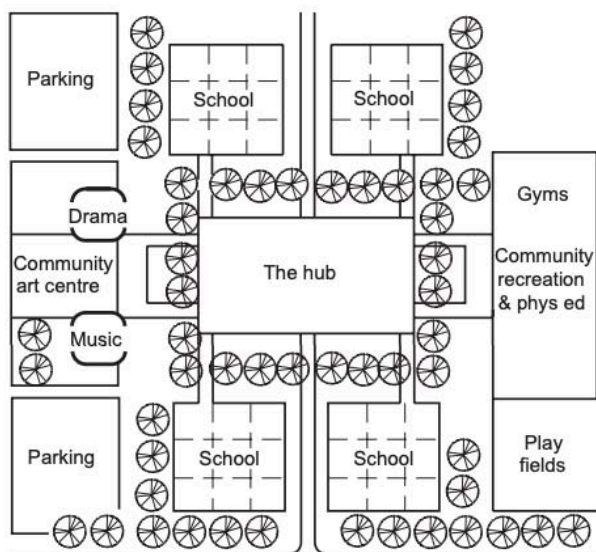 Parking
School
School
Drama
Community
art centre
Music
The hub
Gyms
Community
recreation
& phys ed
Parking
School
School
Play
fields